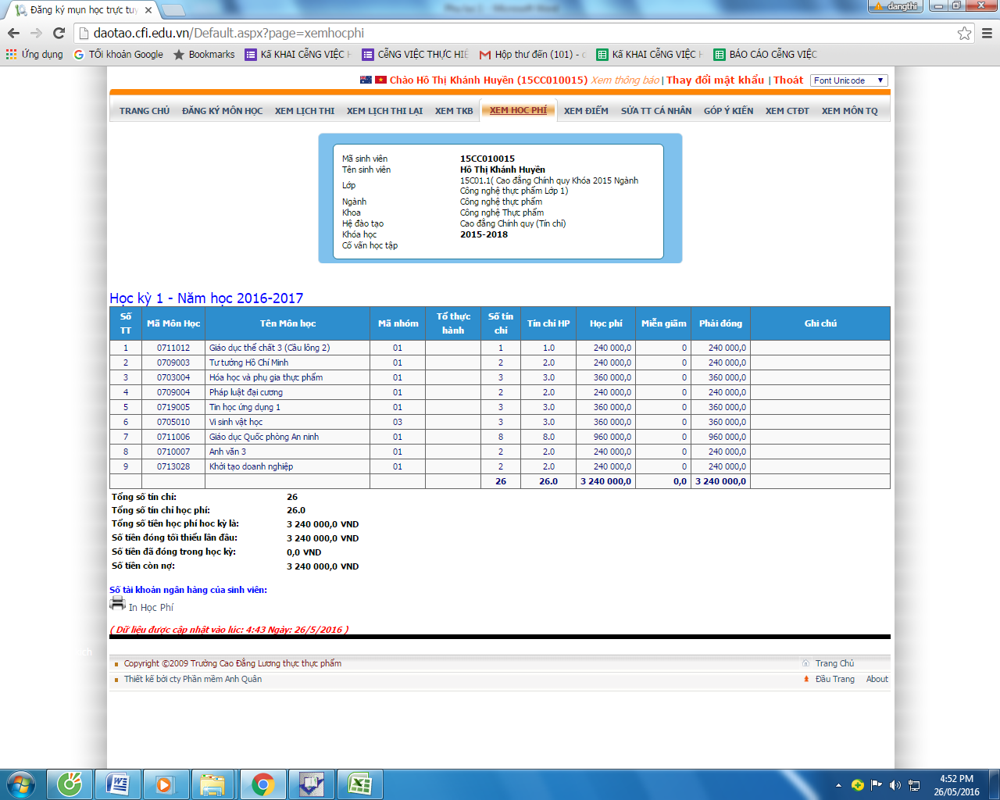 Đăng ký mụn học trực tuy
dangthi
daotao.cfi.edu.vn/Default.aspx?page=xemhocphi
Ứng dụng TỐi khoản Google Bookmarks Kấ KHAI CễNG VIỆC CễNG VIỆC THỰC HIỆ Hộp thư đến (101) - Kấ KHAI CễNG VIỆC BÁO CÁO CễNG VIỆC
Chào Hồ Thị Khánh Huyền (15CC010015) Xem thông báo | Thay đổi mật khẩu | Thoát Font Unicode
TRANG CHỦ ĐĂNG KÝ MÔN HỌC XEM LỊCH THI XEM LỊCH THI LẠI XEM TKB XEM HỌC PHÍ XEM ĐIỂM SỬA TT CÁ NHÂN GÓP Ý KIẾN XEM CTĐT XEM MÔN TQ
Mã sinh viên 15CC010015
Tên sinh viên Hồ Thị Khánh Huyền
Lớp 15C01.1( Cao đẳng Chính quy Khóa 2015 Ngành
Công nghệ thực phẩm Lớp 1)
Ngành Công nghệ thực phẩm
Khoa Công nghệ Thực phẩm
Hệ đào tạo Cao đẳng Chính quy (Tín chỉ)
Khóa học 2015-2018
Cố vấn học tập
Học kỳ 1 - Năm học 2016-2017
Số TT Mã Môn Học Tên Môn học Mã nhóm Tổ thực hành Số tín chỉ Tín chỉ HP Học phí Miễn giãm Phải đóng Ghi chú
1 0711012 Giáo dục thể chất 3 (Cầu lông 2) 01 1 1.0 240 000,0 0 240 000,0
2 0709003 Tư tưởng Hồ Chí Minh 01 2 2.0 240 000,0 0 240 000,0
3 0703004 Hóa học và phụ gia thực phẩm 01 3 3.0 360 000,0 0 360 000,0
4 0709004 Pháp luật đại cương 01 2 2.0 240 000,0 0 240 000,0
5 0719005 Tin học ứng dụng 1 01 3 3.0 360 000,0 0 360 000,0
6 0705010 Vi sinh vật học 03 3 3.0 360 000,0 0 360 000,0
7 0711006 Giáo dục Quốc phòng An ninh 01 8 8.0 960 000,0 0 960 000,0
8 0710007 Anh văn 3 01 2 2.0 240 000,0 0 240 000,0
9 0713028 Khởi tạo doanh nghiệp 01 2 2.0 240 000,0 0 240 000,0
26 26.0 3 240 000,0 0,0 3 240 000,0
Tổng số tín chỉ: 26
Tổng số tín chỉ học phí: 26.0
Tổng số tiền học phí học kỳ là: 3 240 000,0 VND
Số tiền đóng tối thiểu lần đầu: 3 240 000,0 VND
Số tiền đã đóng trong học kỳ: 0,0 VND
Số tiền còn nợ: 3 240 000,0 VND
Số tài khoản ngân hàng của sinh viên:
In Học Phí
( Dữ liệu được cập nhật vào lúc: 4:43 Ngày: 26/5/2016 )
ch
Copyright ©2009 Trường Cao Đẳng Lương thực thực phẩm Trang Chủ
Thiết kế bởi cty Phần mềm Anh Quân Đầu Trang About
4:52 PM
26/05/2016